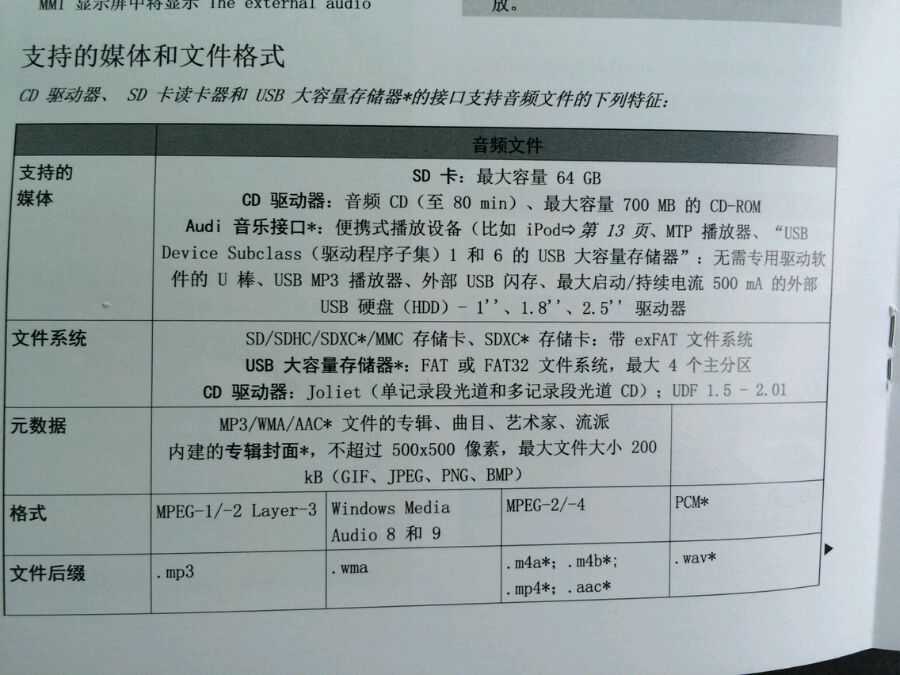 MMI 显示屏中将显示 The external audio
放。
支持的媒体和文件格式
CD 驱动器、 SD 卡读卡器和 USB 大容量存储器*的接口支持音频文件的下列特征：
音频文件
支持的
媒体
SD 卡：最大容量 64 GB
CD 驱动器：音频 CD（至 80 min）、最大容量 700 MB 的 CD-ROM
Audi 音乐接口*：便携式播放设备（比如 iPod⇨第 13 页、MTP 播放器、“USB
Device Subclass（驱动程序子集）1 和 6 的 USB 大容量存储器”：无需专用驱动软
件的 U 棒、USB MP3 播放器、外部 USB 闪存、最大启动/持续电流 500 mA 的外部
USB 硬盘（HDD）- 1''、1.8''、2.5'' 驱动器
文件系统
SD/SDHC/SDXC*/MMC 存储卡、SDXC* 存储卡：带 exFAT 文件系统
USB 大容量存储器*：FAT 或 FAT32 文件系统，最大 4 个主分区
CD 驱动器：Joliet（单记录段光道和多记录段光道 CD）；UDF 1.5 - 2.01
元数据
MP3/WMA/AAC* 文件的专辑、曲目、艺术家、流派
内建的专辑封面*，不超过 500x500 像素，最大文件大小 200
kB（GIF、JPEG、PNG、BMP）
格式
MPEG-1/-2 Layer-3
Windows Media
Audio 8 和 9
MPEG-2/-4
PCM*
文件后缀
.mp3
.wma
.m4a*; .m4b*;
.mp4*; .aac*
.wav*